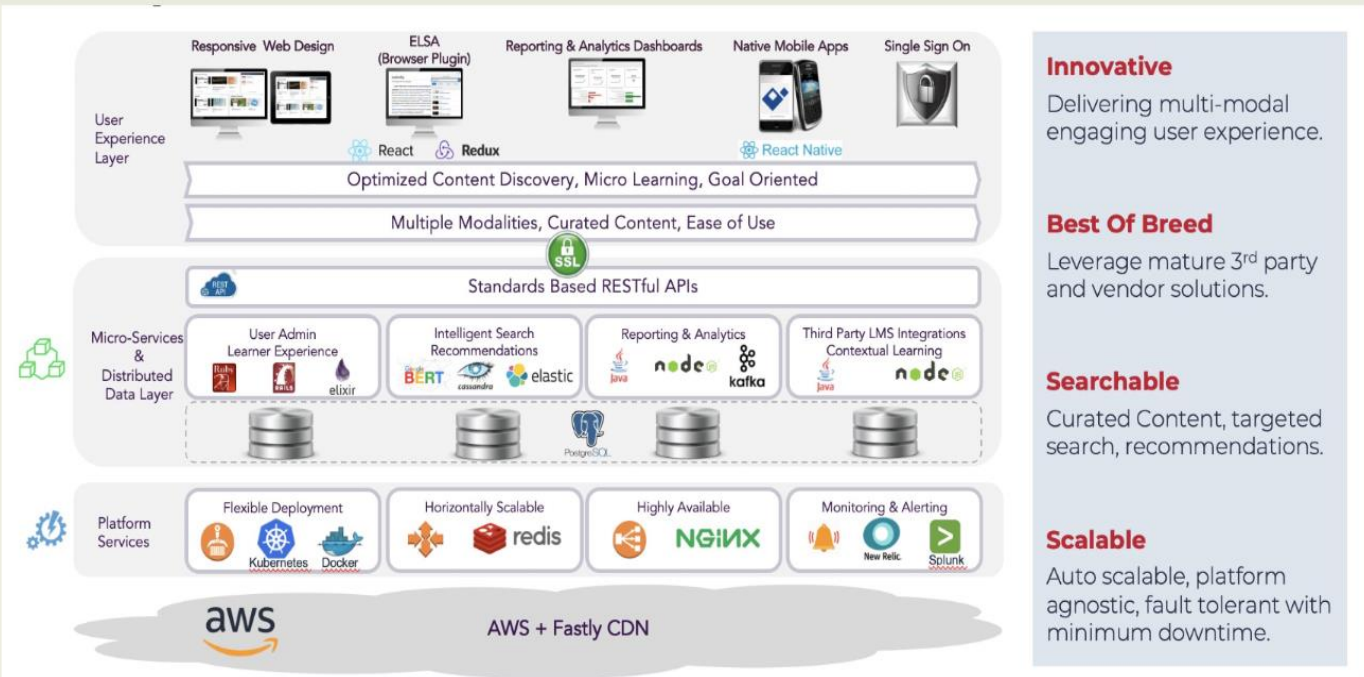 Responsive Web Design
ELSA
(Browser Plugin)
Reporting & Analytics Dashboards
Native Mobile Apps
Single Sign On
User
Experience
Layer
React
Redux
React Native
Optimized Content Discovery, Micro Learning, Goal Oriented
Multiple Modalities, Curated Content, Ease of Use
SSL
REST
API
Standards Based RESTful APIs
Micro-Services
&
Distributed
Data Layer
User Admin
Learner Experience
Ruby
RAILS
elixir
Intelligent Search
Recommendations
Google
BERT
cassandra
elastic
Reporting & Analytics
Java
node
JS
kafka
Third Party LMS Integrations
Contextual Learning
Java
node
JS
PostgreSQL
Platform
Services
Flexible Deployment
Kubernetes
Docker
Horizontally Scalable
redis
Highly Available
NGINX
Monitoring & Alerting
New Relic.
Splunk
aws
AWS + Fastly CDN
Innovative
Delivering multi-modal
engaging user experience.
Best Of Breed
Leverage mature 3rd party
and vendor solutions.
Searchable
Curated Content, targeted
search, recommendations.
Scalable
Auto scalable, platform
agnostic, fault tolerant with
minimum downtime.